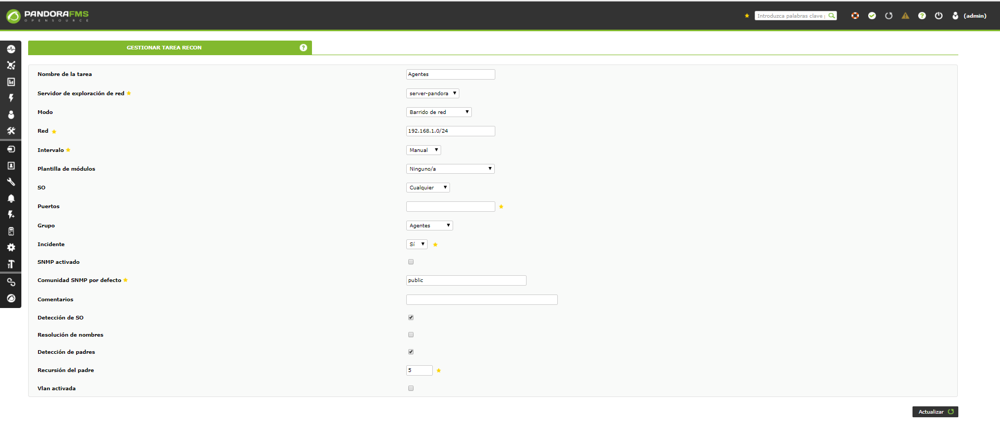 PANDORAFMS
OPENSOURCE
Introduzca palabras clave
(admin)
GESTIONAR TAREA RECON
Nombre de la tarea
Agentes
Servidor de exploración de red
server-pandora
Modo
Barrido de red
Red
192.168.1.0/24
Intervalo
Manual
Plantilla de módulos
Ninguno/a
SO
Cualquier
Puertos
Grupo
Agentes
Incidente
Sí
SNMP activado
Comunidad SNMP por defecto
public
Comentarios
Detección de SO
Resolución de nombres
Detección de padres
Recursión del padre
5
Vlan activada
Actualizar